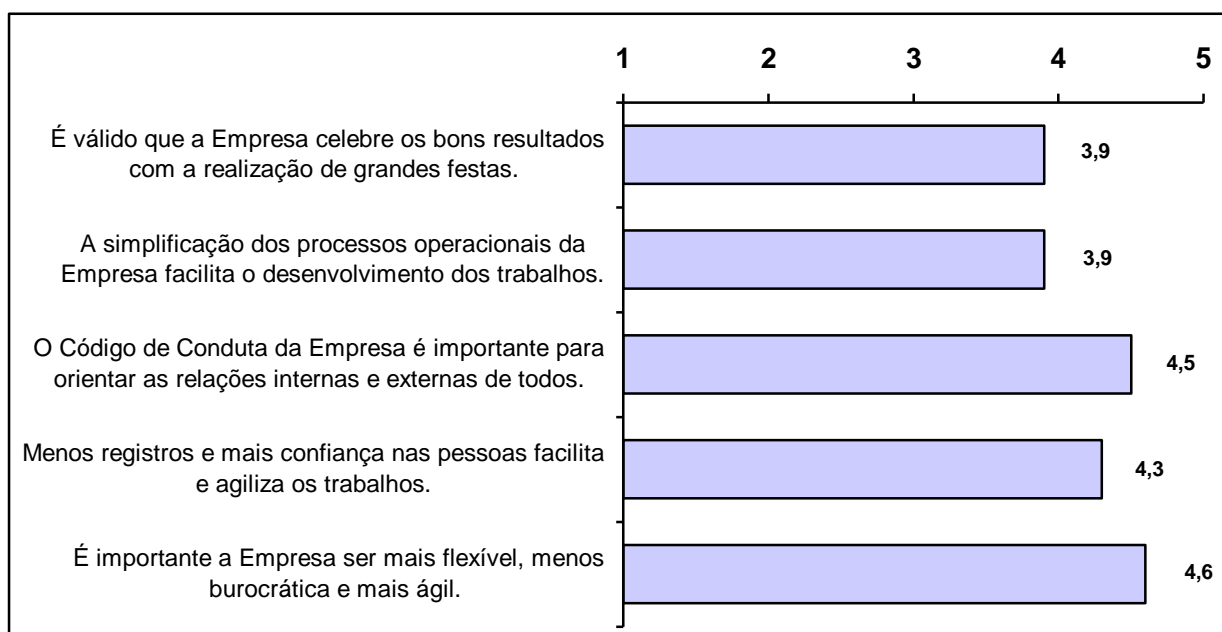 1 2 3 4 5
É válido que a Empresa celebre os bons resultados
com a realização de grandes festas.
3,9
A simplificação dos processos operacionais da
Empresa facilita o desenvolvimento dos trabalhos.
3,9
O Código de Conduta da Empresa é importante para
orientar as relações internas e externas de todos.
4,5
Menos registros e mais confiança nas pessoas facilita
e agiliza os trabalhos.
4,3
É importante a Empresa ser mais flexível, menos
burocrática e mais ágil.
4,6